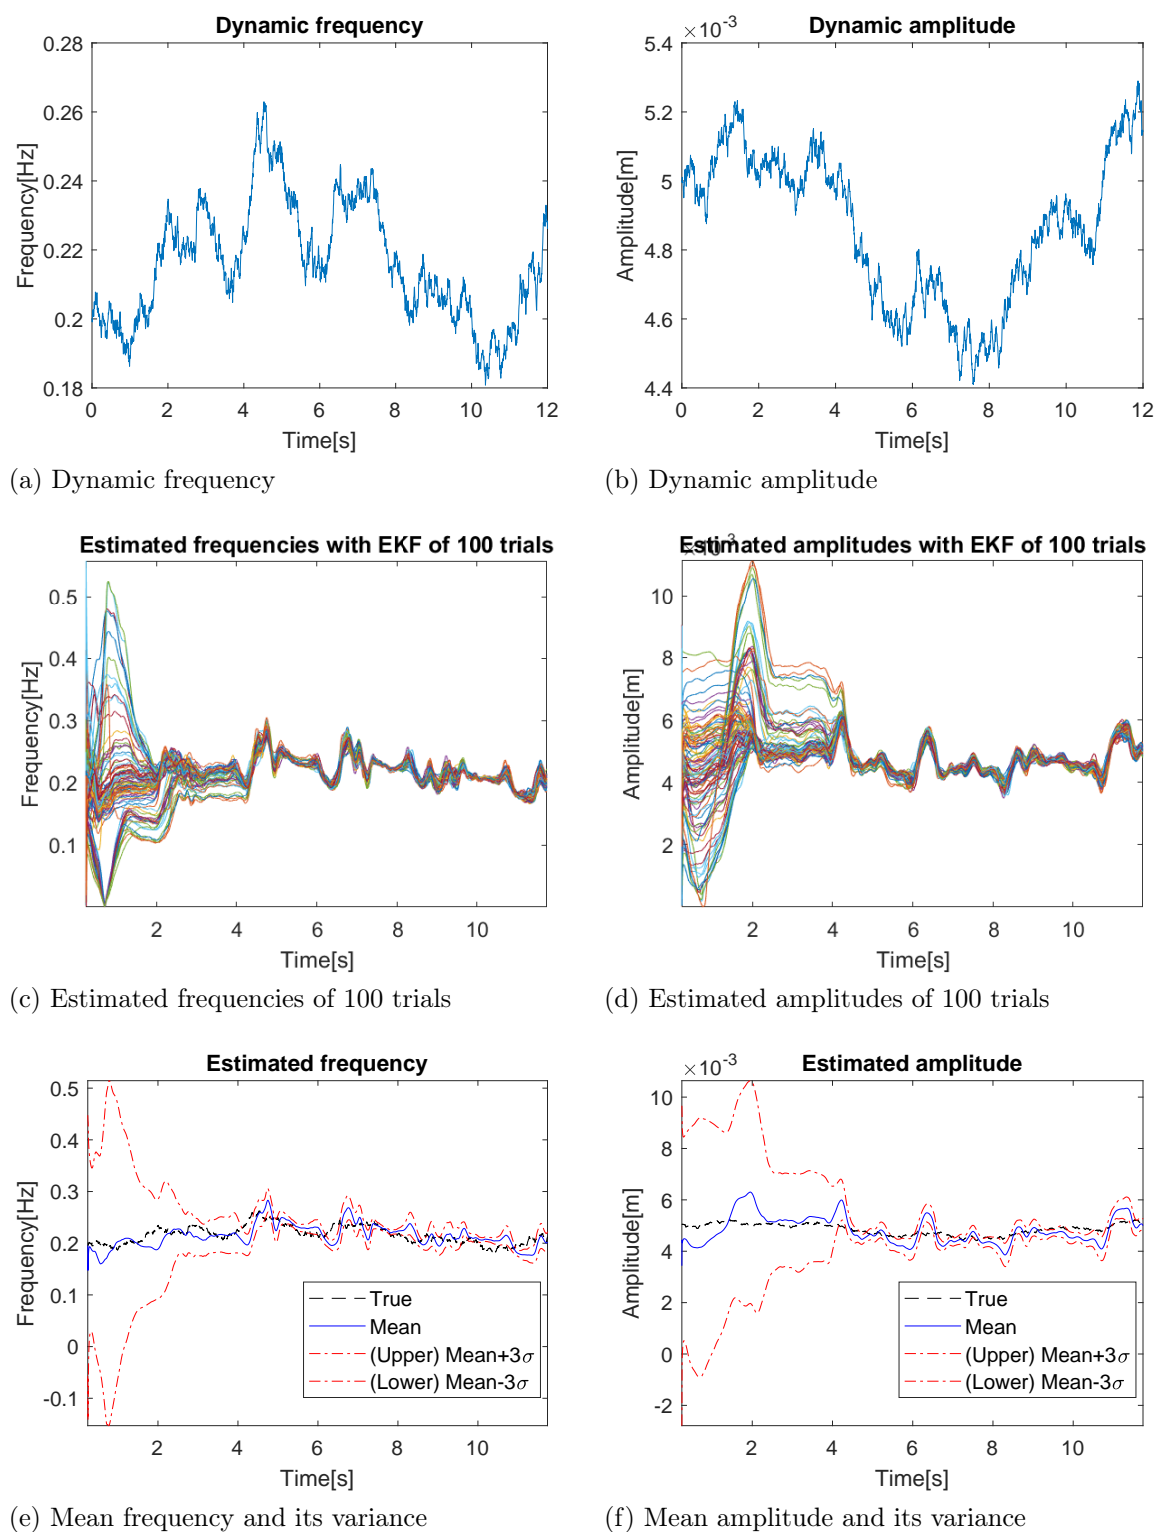 Dynamic frequency
0.28
0.26
0.24
0.22
0.2
0.18
Frequency[Hz]
0 2 4 6 8 10 12
Time[s]
(a) Dynamic frequency
×10⁻³
Dynamic amplitude
5.4
5.2
5
4.8
4.6
4.4
Amplitude[m]
0 2 4 6 8 10 12
Time[s]
(b) Dynamic amplitude
Estimated frequencies with EKF of 100 trials
0.5
0.4
0.3
0.2
0.1
Frequency[Hz]
2 4 6 8 10
Time[s]
(c) Estimated frequencies of 100 trials
Estimated amplitudes with EKF of 100 trials
10
8
6
4
2
Amplitude[m]
2 4 6 8 10
Time[s]
(d) Estimated amplitudes of 100 trials
Estimated frequency
0.5
0.4
0.3
0.2
0.1
0
-0.1
Frequency[Hz]
True
Mean
(Upper) Mean+3σ
(Lower) Mean-3σ
2 4 6 8 10
Time[s]
(e) Mean frequency and its variance
×10⁻³
Estimated amplitude
10
8
6
4
2
0
-2
Amplitude[m]
True
Mean
(Upper) Mean+3σ
(Lower) Mean-3σ
2 4 6 8 10
Time[s]
(f) Mean amplitude and its variance